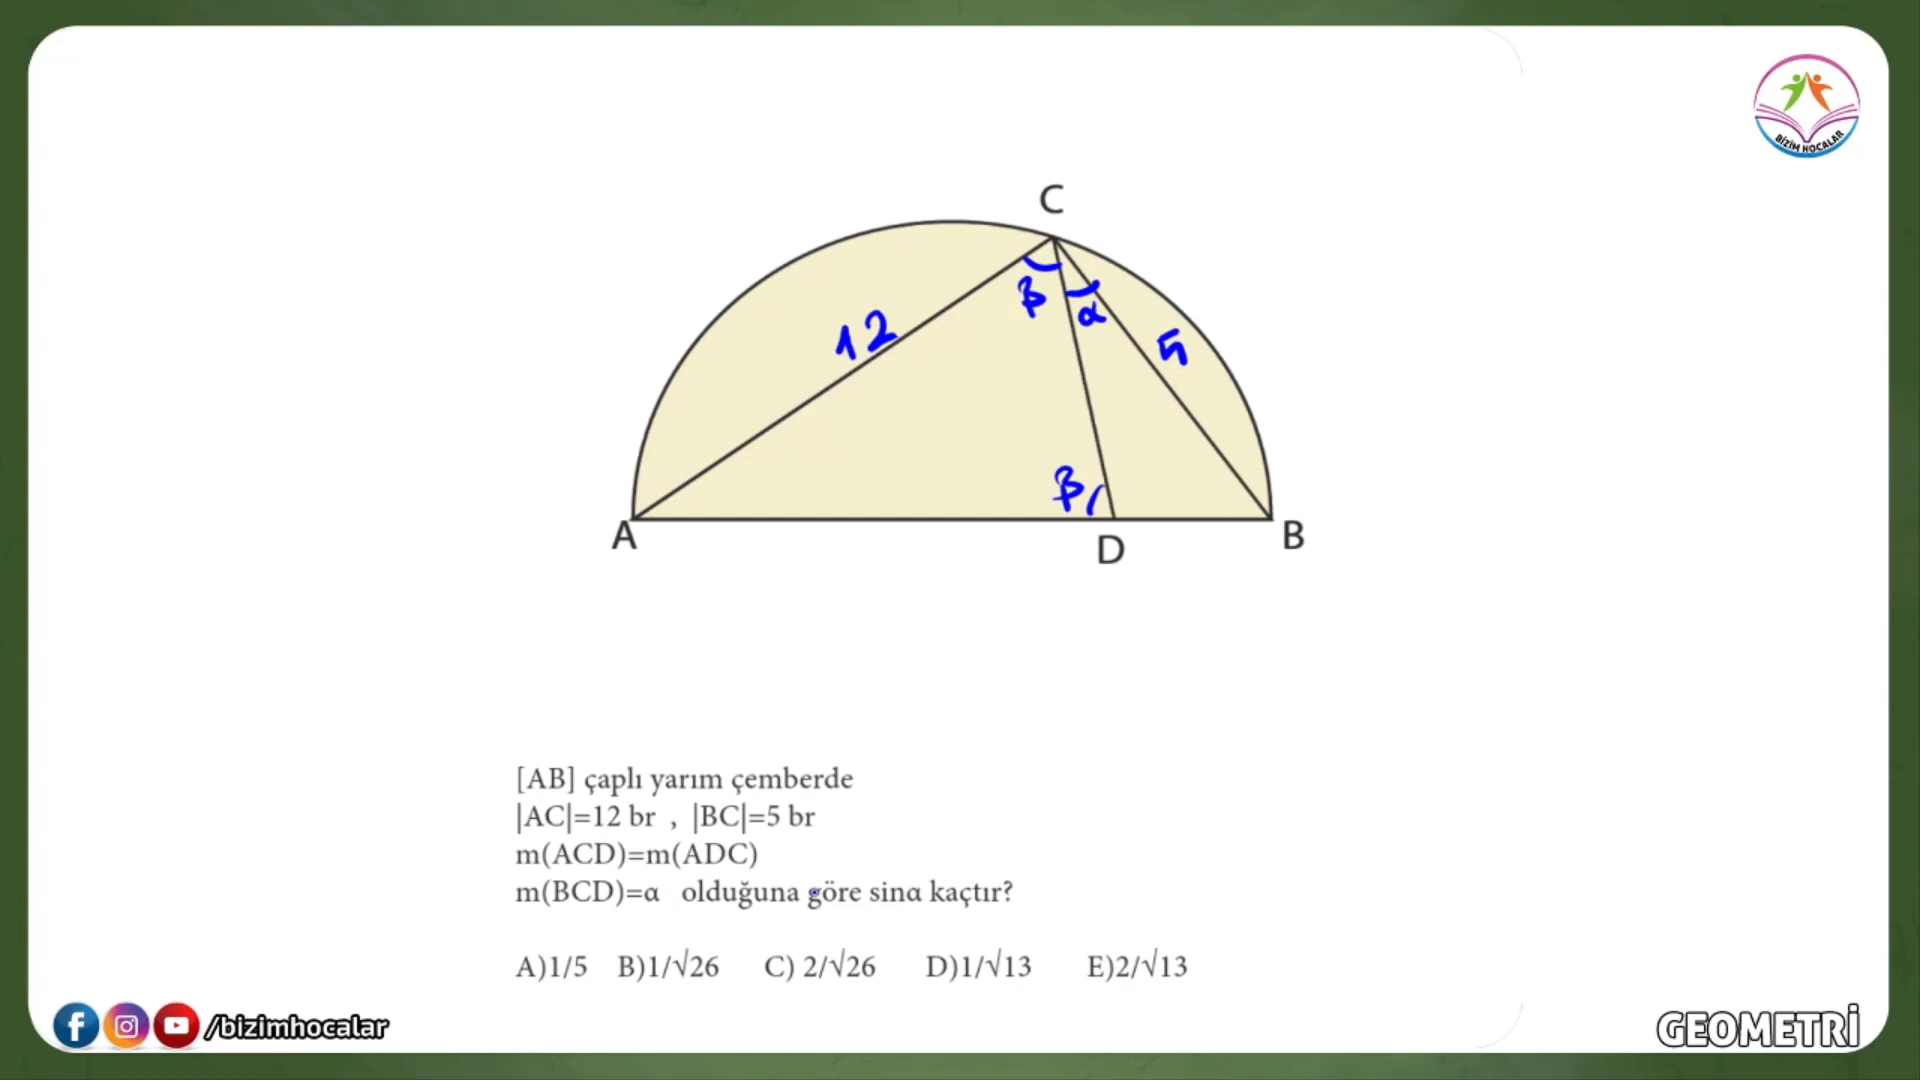 BİZİM HOCALAR
C
β
α
12
5
β
A
D
B
[AB] çaplı yarım çemberde
|AC|=12 br , |BC|=5 br
m(ACD)=m(ADC)
m(BCD)=α olduğuna göre sinα kaçtır?
A)1/5 B)1/√26 C) 2/√26 D)1/√13 E)2/√13
/bizimhocalar
GEOMETRİ